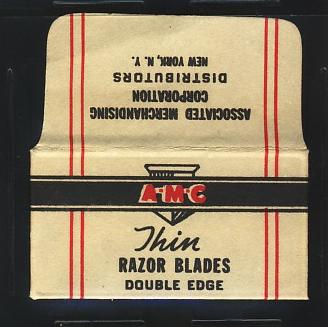 ASSOCIATED MERCHANDISING
CORPORATION
DISTRIBUTORS
NEW YORK, N. Y.
A·M·C
Thin
RAZOR BLADES
DOUBLE EDGE